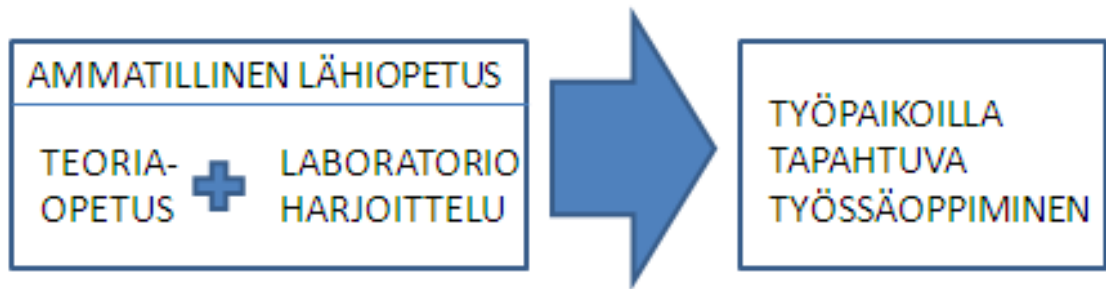 AMMATILLINEN LÄHIOPETUS
TEORIA-
OPETUS
LABORATORIO
HARJOITTELU
TYÖPAIKOILLA
TAPAHTUVA
TYÖSSÄOPPIMINEN